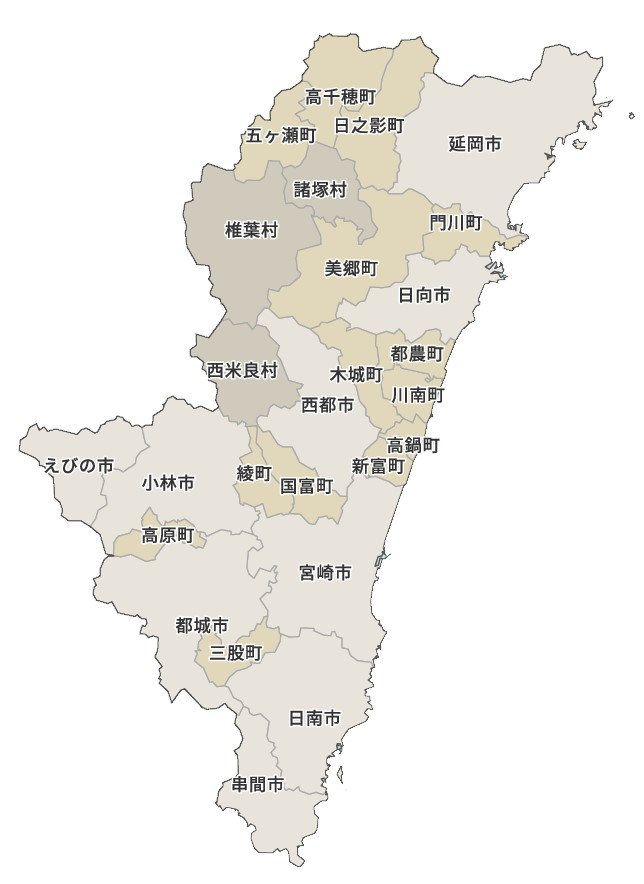 高千穂町
日之影町
五ヶ瀬町
延岡市
諸塚村
門川町
椎葉村
美郷町
日向市
都農町
西米良村
木城町
川南町
西都市
高鍋町
えびの市
新富町
綾町
小林市
国富町
高原町
宮崎市
都城市
三股町
日南市
串間市